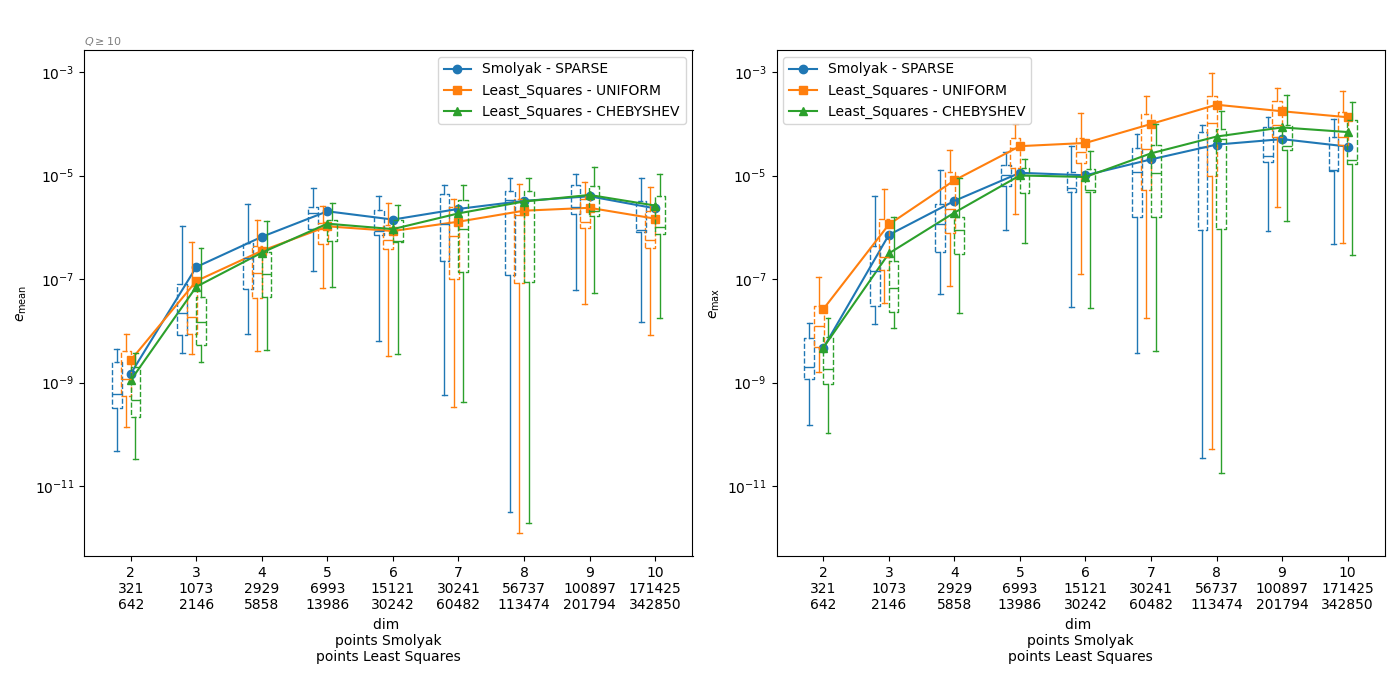 Q ≥ 10
10⁻³
10⁻⁵
10⁻⁷
10⁻⁹
10⁻¹¹
e_mean
Smolyak - SPARSE
Least_Squares - UNIFORM
Least_Squares - CHEBYSHEV
2 3 4 5 6 7 8 9 10
321 1073 2929 6993 15121 30241 56737 100897 171425
642 2146 5858 13986 30242 60482 113474 201794 342850
dim
points Smolyak
points Least Squares
10⁻³
10⁻⁵
10⁻⁷
10⁻⁹
10⁻¹¹
e_max
Smolyak - SPARSE
Least_Squares - UNIFORM
Least_Squares - CHEBYSHEV
2 3 4 5 6 7 8 9 10
321 1073 2929 6993 15121 30241 56737 100897 171425
642 2146 5858 13986 30242 60482 113474 201794 342850
dim
points Smolyak
points Least Squares